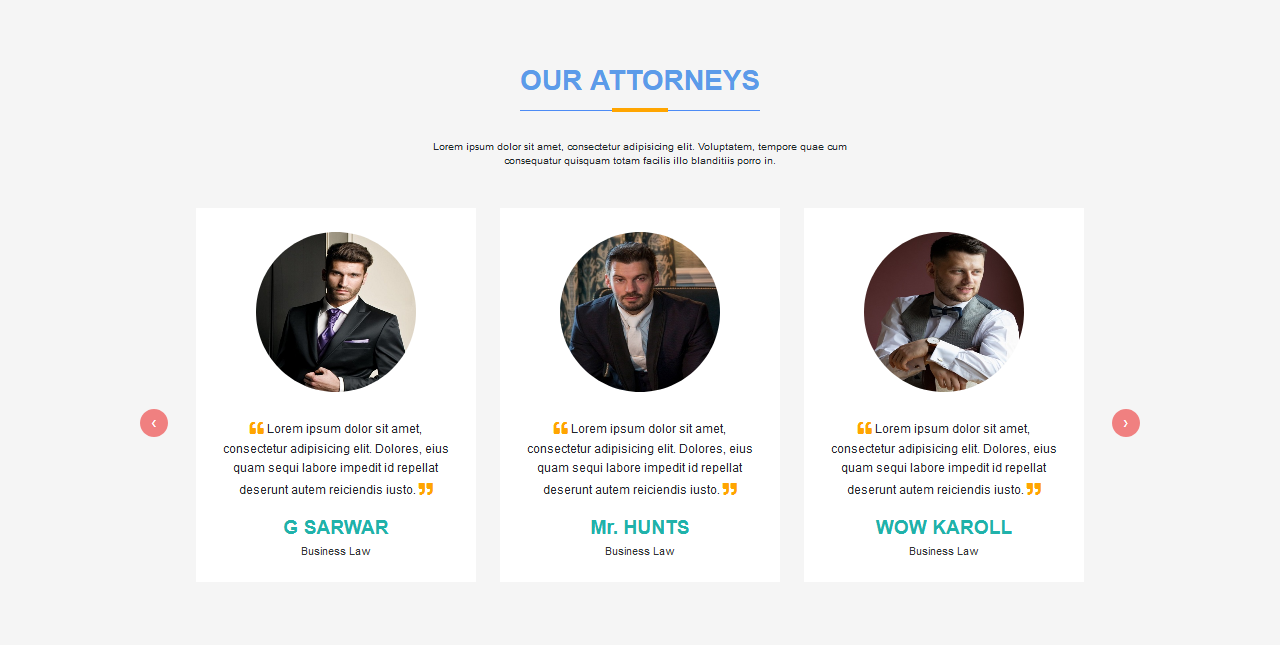 OUR ATTORNEYS
Lorem ipsum dolor sit amet, consectetur adipisicing elit. Voluptatem, tempore quae cum
consequatur quisquam totam facilis illo blanditiis porro in.
❝ Lorem ipsum dolor sit amet,
consectetur adipisicing elit. Dolores, eius
quam sequi labore impedit id repellat
deserunt autem reiciendis iusto. ❞
G SARWAR
Business Law
❝ Lorem ipsum dolor sit amet,
consectetur adipisicing elit. Dolores, eius
quam sequi labore impedit id repellat
deserunt autem reiciendis iusto. ❞
Mr. HUNTS
Business Law
❝ Lorem ipsum dolor sit amet,
consectetur adipisicing elit. Dolores, eius
quam sequi labore impedit id repellat
deserunt autem reiciendis iusto. ❞
WOW KAROLL
Business Law
‹
›